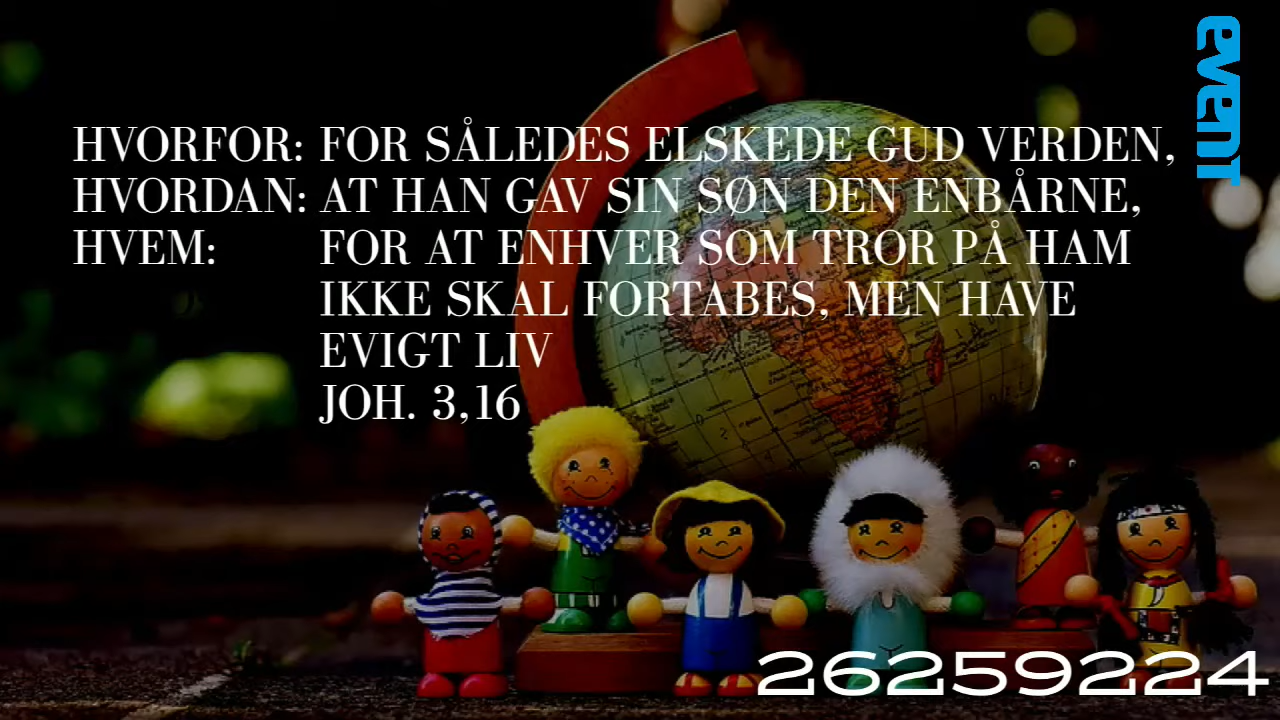 HVORFOR: FOR SÅLEDES ELSKEDE GUD VERDEN,
HVORDAN: AT HAN GAV SIN SØN DEN ENBÅRNE,
HVEM: FOR AT ENHVER SOM TROR PÅ HAM
IKKE SKAL FORTABES, MEN HAVE
EVIGT LIV
JOH. 3,16
event
26259224